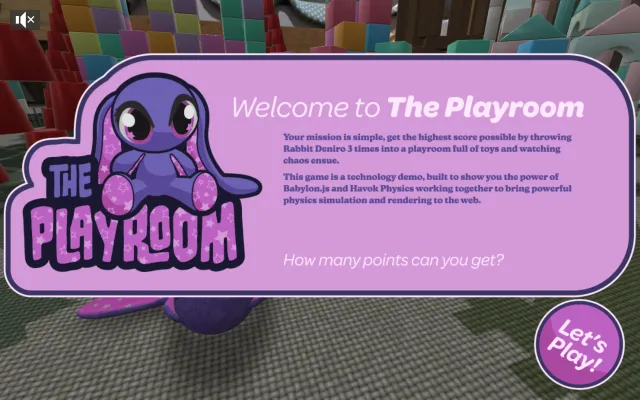 Welcome to The Playroom
Your mission is simple, get the highest score possible by throwing
Rabbit Deniro 3 times into a playroom full of toys and watching
chaos ensue.
This game is a technology demo, built to show you the power of
Babylon.js and Havok Physics working together to bring powerful
physics simulation and rendering to the web.
THE
PLAYROOM
How many points can you get?
Let's
Play!